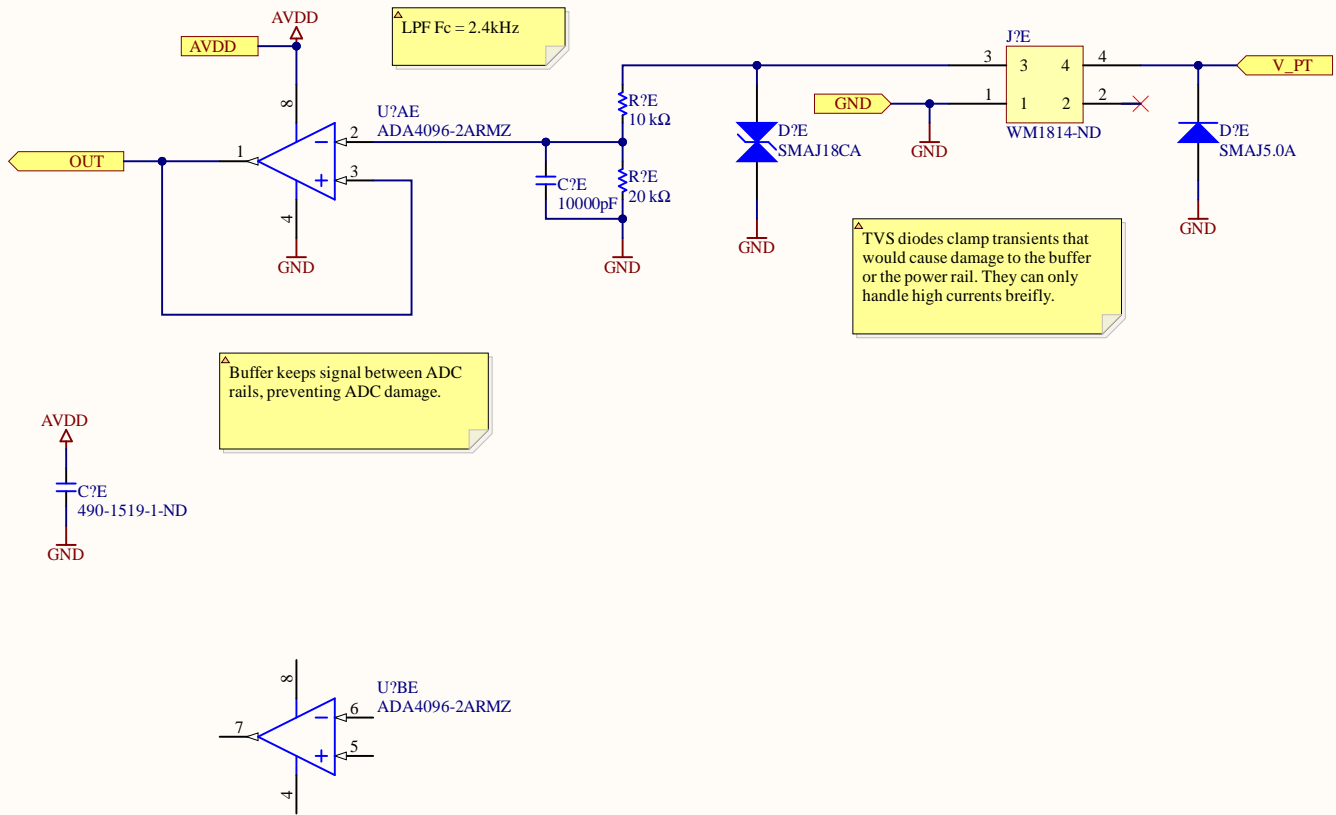 AVDD
AVDD
LPF Fc = 2.4kHz
8
U?AE
ADA4096-2ARMZ
2
3
1
4
OUT
GND
R?E
10 kΩ
R?E
20 kΩ
C?E
10000pF
GND
D?E
SMAJ18CA
GND
J?E
3
3
4
4
1
1
2
2
WM1814-ND
GND
GND
V_PT
D?E
SMAJ5.0A
GND
TVS diodes clamp transients that
would cause damage to the buffer
or the power rail. They can only
handle high currents breifly.
Buffer keeps signal between ADC
rails, preventing ADC damage.
AVDD
C?E
490-1519-1-ND
GND
8
U?BE
ADA4096-2ARMZ
6
5
7
4